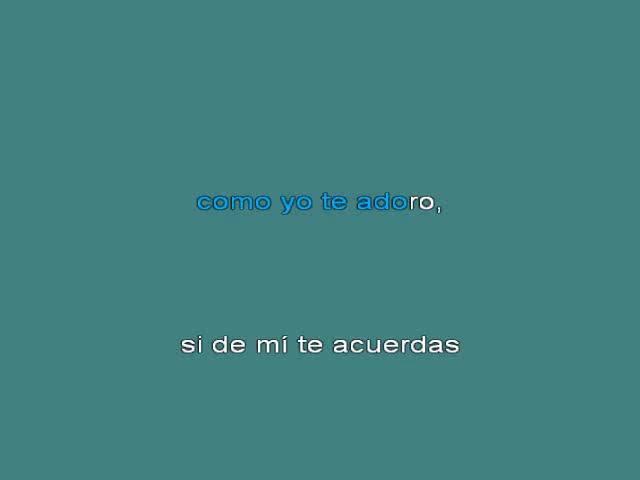 como yo te adoro,
si de mí te acuerdas